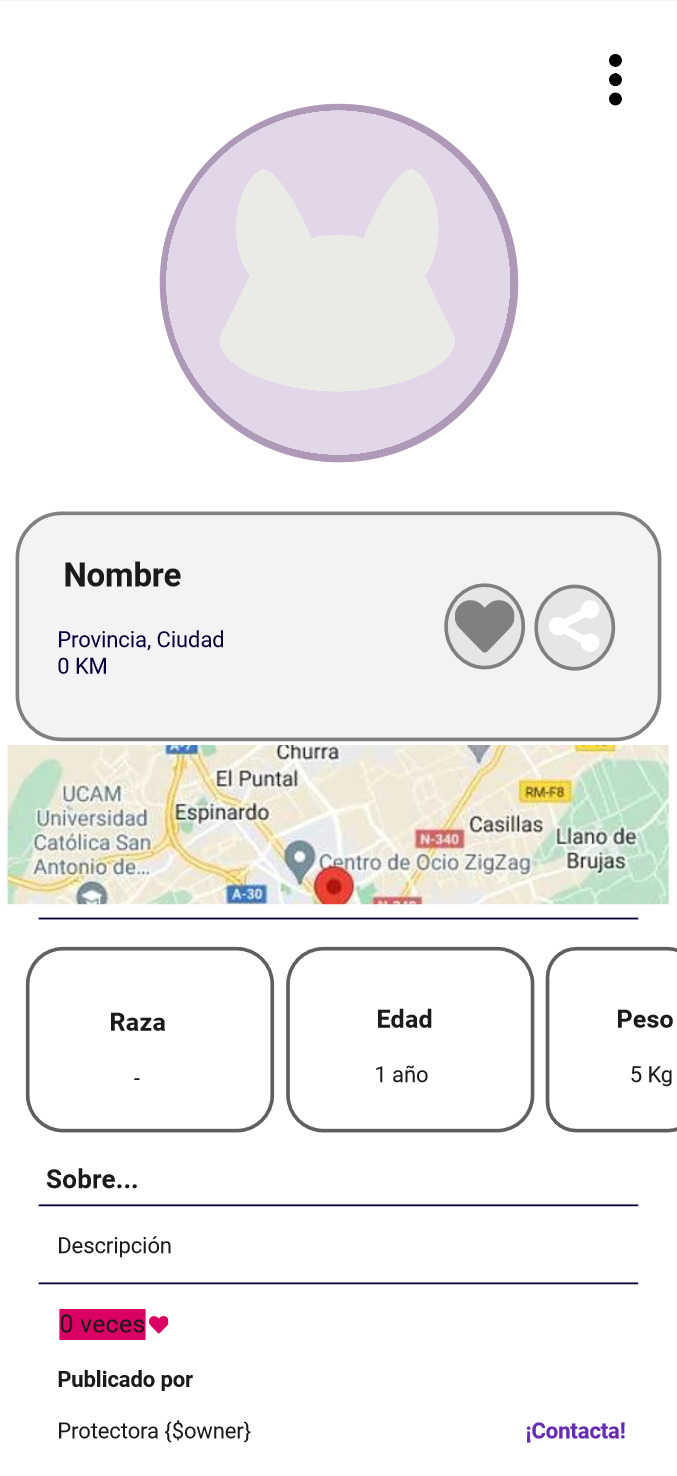 Nombre
Provincia, Ciudad
0 KM
Churra
El Puntal
UCAM
Universidad
Católica San
Antonio de...
Espinardo
RM-F8
Casillas
N-340
Llano de
Brujas
Centro de Ocio ZigZag
A-30
Raza
-
Edad
1 año
Peso
5 Kg
Sobre...
Descripción
0 veces
Publicado por
Protectora {$owner}
¡Contacta!